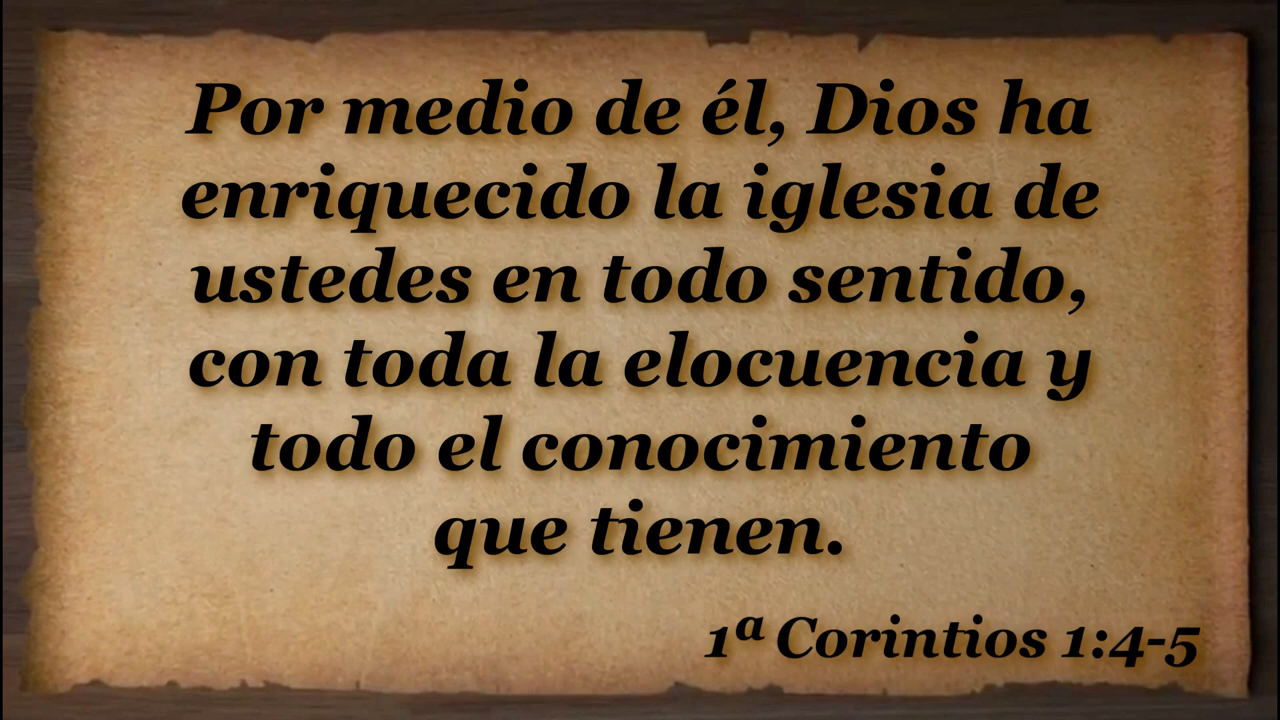 Por medio de él, Dios ha
enriquecido la iglesia de
ustedes en todo sentido,
con toda la elocuencia y
todo el conocimiento
que tienen.
1ª Corintios 1:4-5